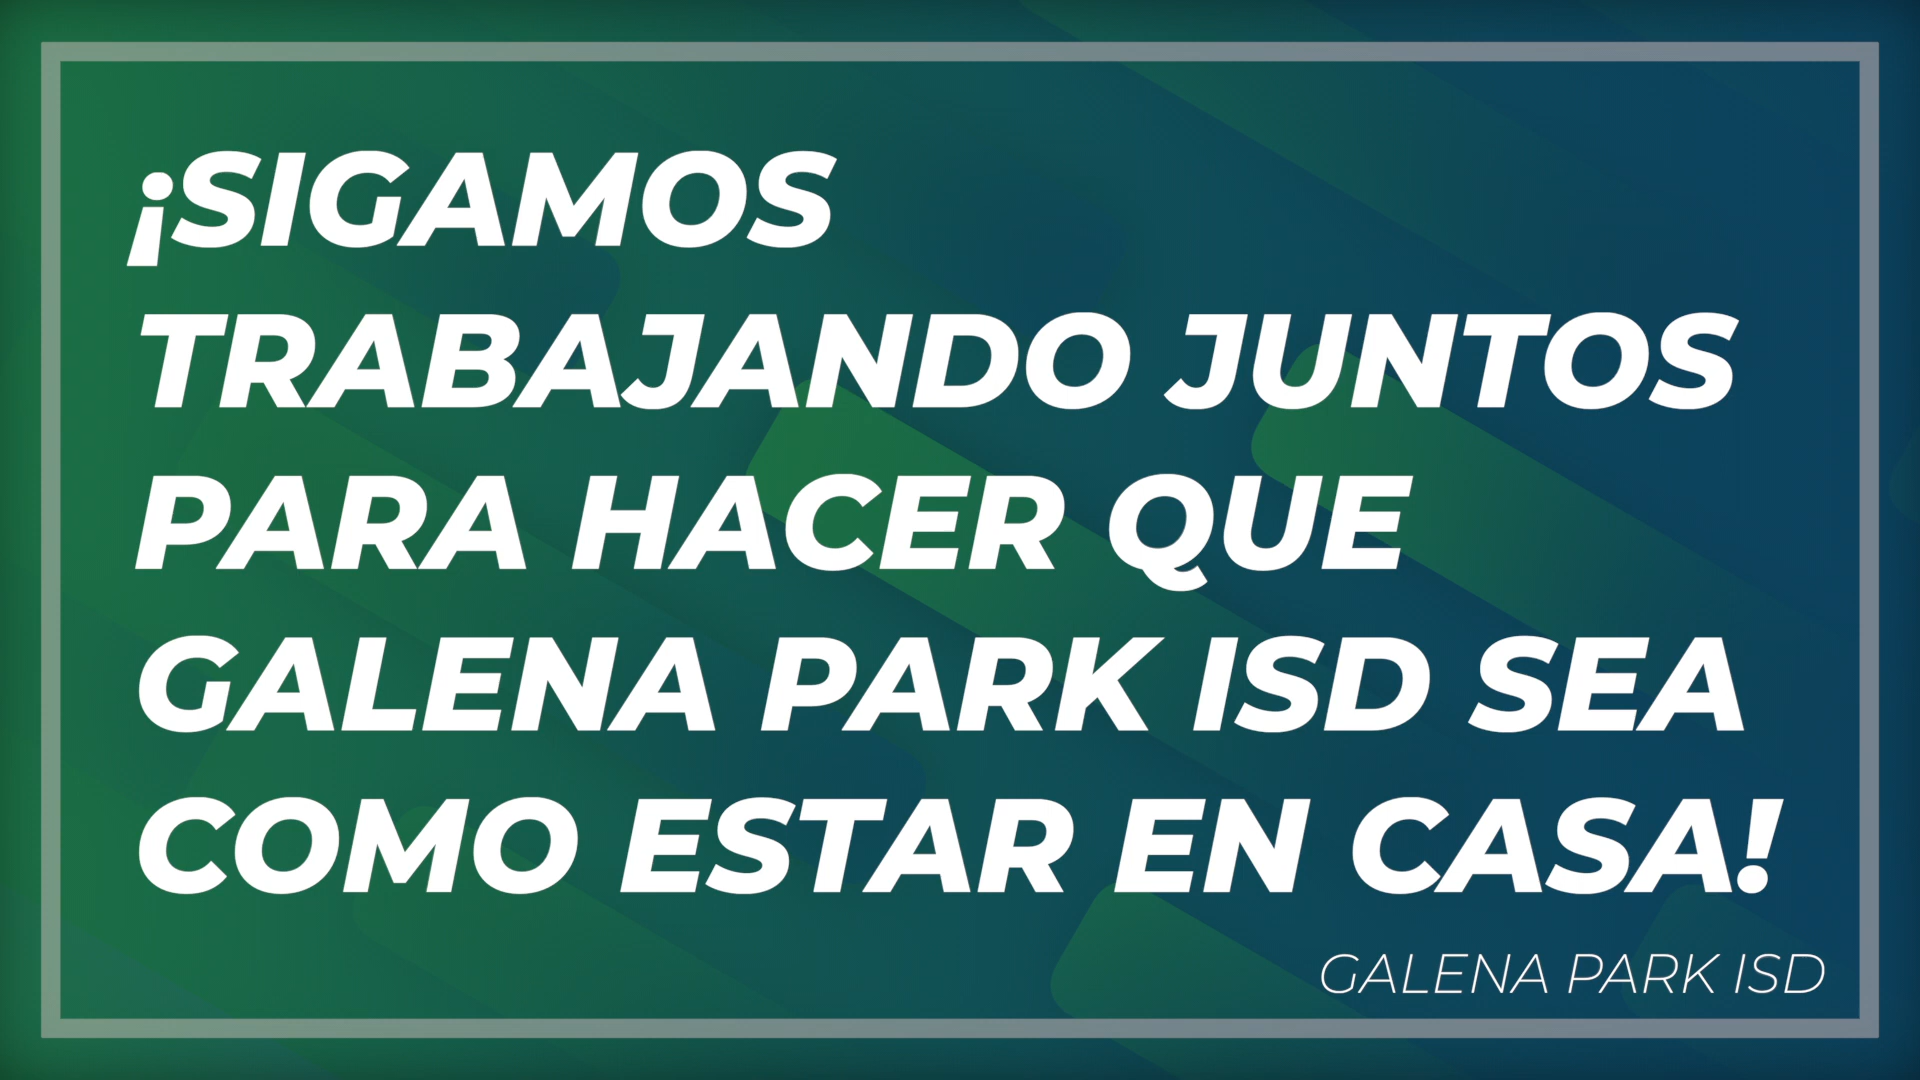 ¡SIGAMOS
TRABAJANDO JUNTOS
PARA HACER QUE
GALENA PARK ISD SEA
COMO ESTAR EN CASA!
GALENA PARK ISD